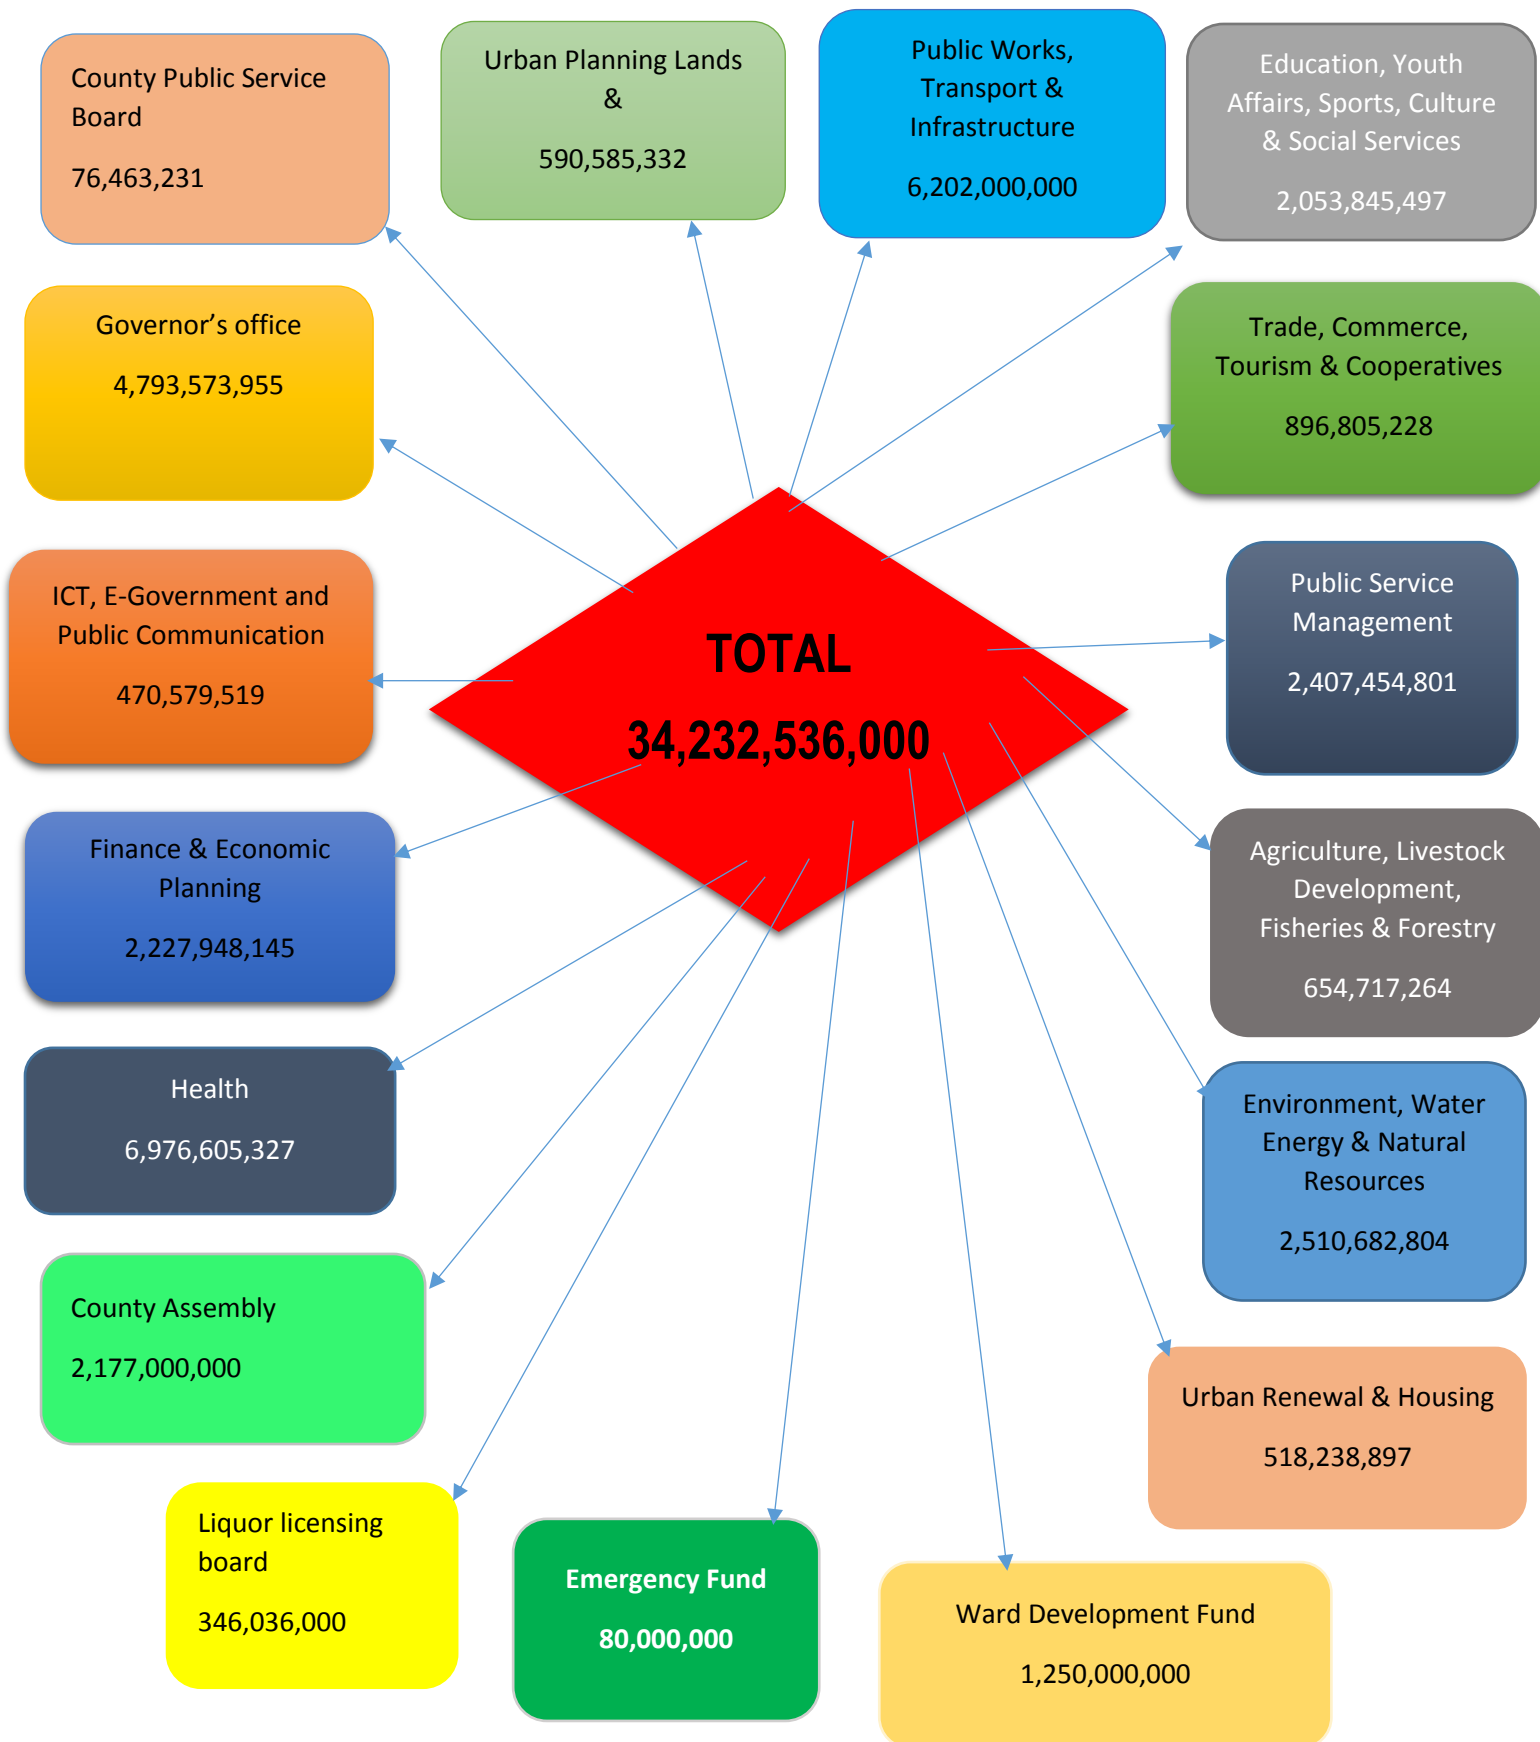 County Public Service
Board
76,463,231
Urban Planning Lands
&
590,585,332
Public Works,
Transport &
Infrastructure
6,202,000,000
Education, Youth
Affairs, Sports, Culture
& Social Services
2,053,845,497
Governor’s office
4,793,573,955
Trade, Commerce,
Tourism & Cooperatives
896,805,228
ICT, E-Government and
Public Communication
470,579,519
TOTAL
34,232,536,000
Public Service
Management
2,407,454,801
Finance & Economic
Planning
2,227,948,145
Agriculture, Livestock
Development,
Fisheries & Forestry
654,717,264
Health
6,976,605,327
Environment, Water
Energy & Natural
Resources
2,510,682,804
County Assembly
2,177,000,000
Urban Renewal & Housing
518,238,897
Liquor licensing
board
346,036,000
Emergency Fund
80,000,000
Ward Development Fund
1,250,000,000